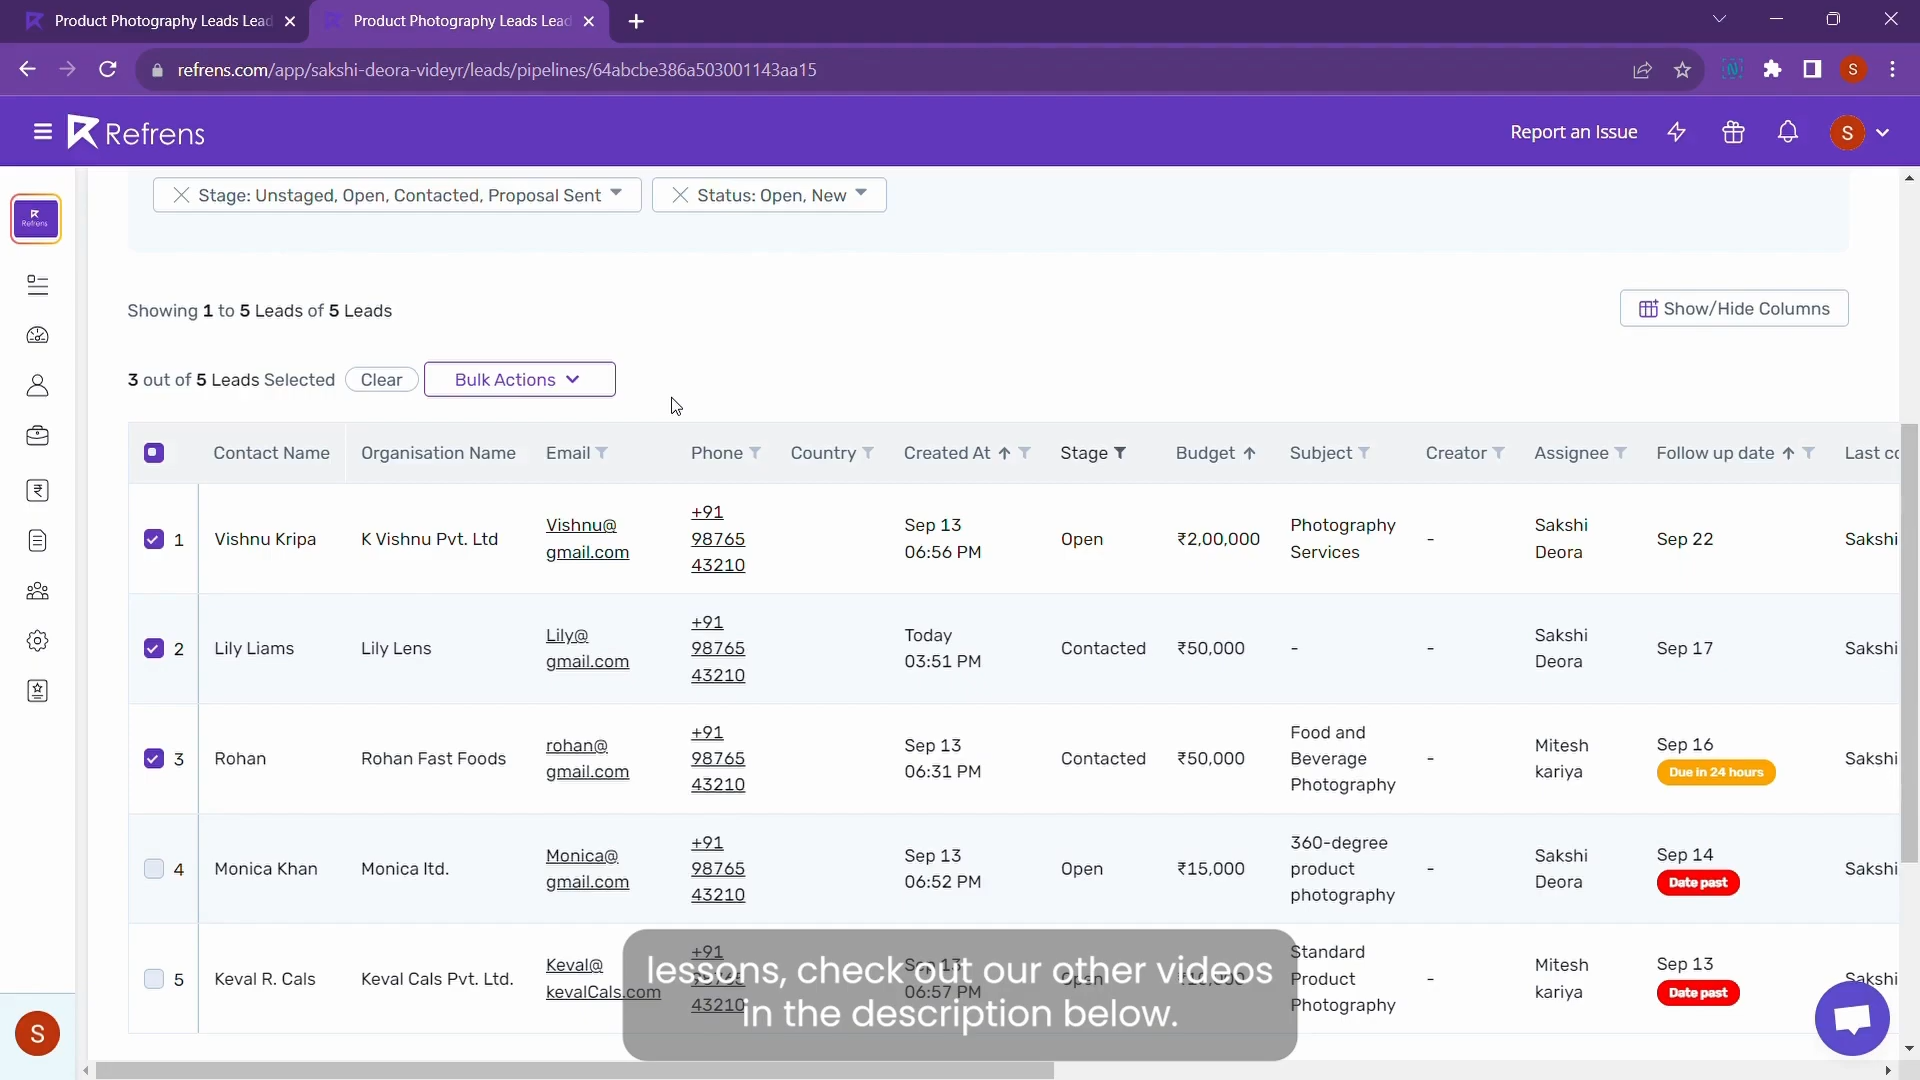 Product Photography Leads Lead
Product Photography Leads Lead
refrens.com/app/sakshi-deora-videyr/leads/pipelines/64abcbe386a503001143aa15
S
Refrens
Report an Issue
S
Refrens
Stage: Unstaged, Open, Contacted, Proposal Sent
Status: Open, New
Showing 1 to 5 Leads of 5 Leads
Show/Hide Columns
3 out of 5 Leads Selected
Clear
Bulk Actions
Contact Name Organisation Name Email Phone Country Created At Stage Budget Subject Creator Assignee Follow up date Last co
1 Vishnu Kripa K Vishnu Pvt. Ltd
Vishnu@
gmail.com
+91
98765
43210
Sep 13
06:56 PM
Open
₹2,00,000
Photography
Services
-
Sakshi
Deora
Sep 22
Sakshi
2 Lily Liams Lily Lens
Lily@
gmail.com
+91
98765
43210
Today
03:51 PM
Contacted
₹50,000
-
-
Sakshi
Deora
Sep 17
Sakshi
3 Rohan Rohan Fast Foods
rohan@
gmail.com
+91
98765
43210
Sep 13
06:31 PM
Contacted
₹50,000
Food and
Beverage
Photography
-
Mitesh
kariya
Sep 16
Due in 24 hours
Sakshi
4 Monica Khan Monica ltd.
Monica@
gmail.com
+91
98765
43210
Sep 13
06:52 PM
Open
₹15,000
360-degree
product
photography
-
Sakshi
Deora
Sep 14
Date past
Sakshi
5 Keval R. Cals Keval Cals Pvt. Ltd.
Keval@
kevalCals.com
+91
98765
43210
Sep 13
06:57 PM
Open
₹10,000
Standard
Product
Photography
-
Mitesh
kariya
Sep 13
Date past
Sakshi
lessons, check out our other videos
in the description below.
S